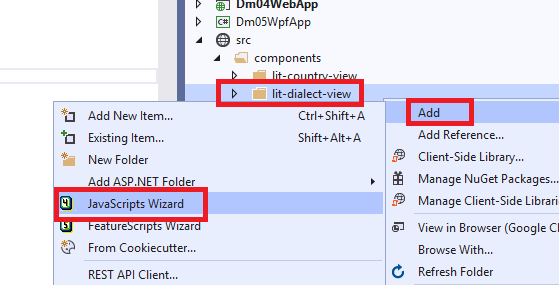 Dm04WebApp
Dm05WpfApp
src
components
lit-country-view
lit-dialect-view
Add New Item... Ctrl+Shift+A
Existing Item... Shift+Alt+A
New Folder
Add ASP.NET Folder
JavaScripts Wizard
FeatureScripts Wizard
From Cookiecutter...
REST API Client...
Add
Add Reference...
Client-Side Library...
Manage NuGet Packages...
Manage Client-Side Librari
View in Browser (Google C
Browse With...
Refresh Folder